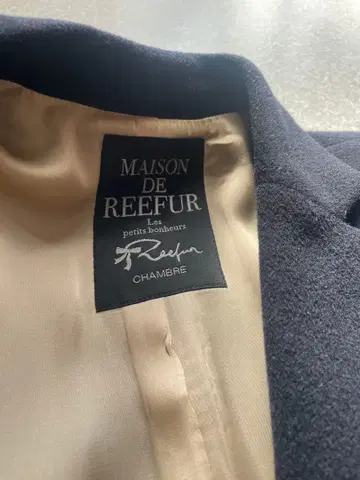 MAISON
DE
REEFUR
Les
petits bonheurs
Reefur
CHAMBRE